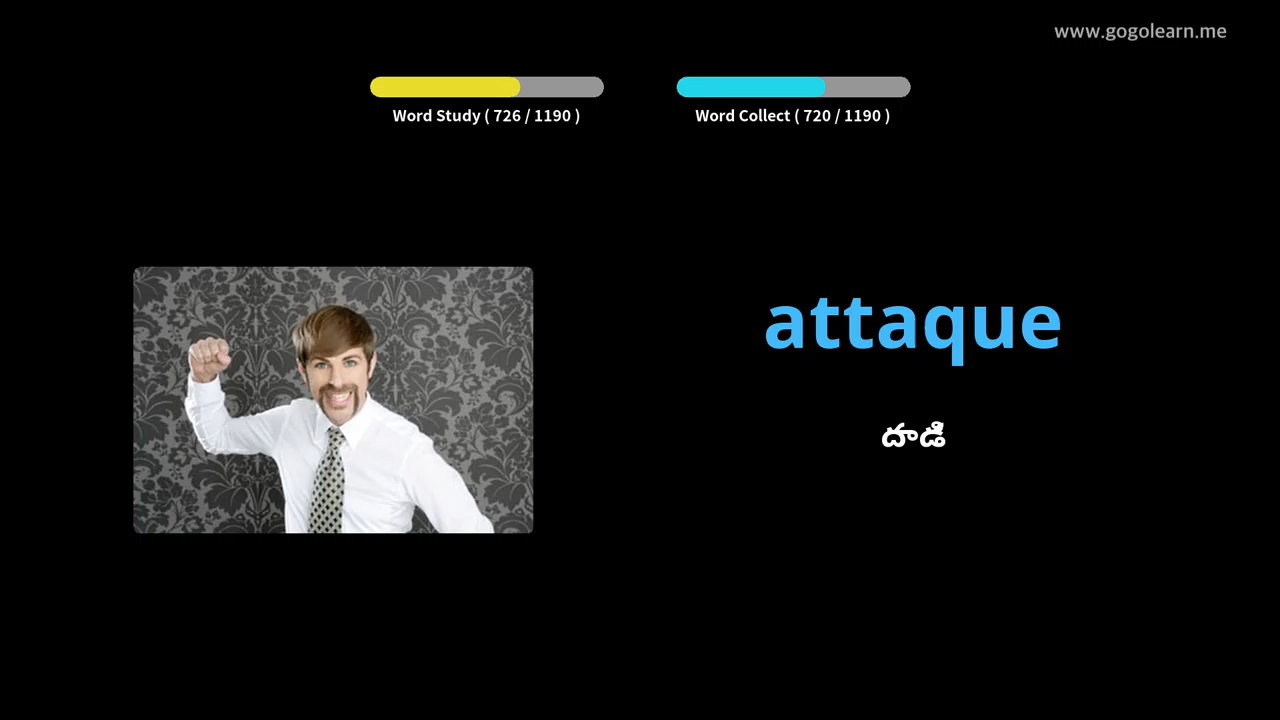 www.gogolearn.me
Word Study ( 726 / 1190 )
Word Collect ( 720 / 1190 )
attaque
దాడి